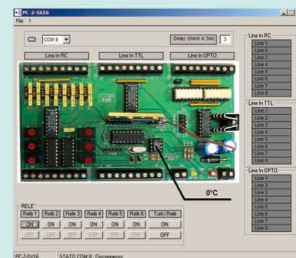 PC-2-SX16
File ?
COM 8
Delay check in Sec 3
Line In RC
Line In TTL
Line In OPTO
0°C
Line In RC
Line 1
Line 2
Line 3
Line 4
Line 5
Line 6
Line 7
Line 8
Line In TTL
Line 1
Line 2
Line 3
Line 4
Line 5
Line 6
Line 7
Line 8
Line In OPTO
Line 1
Line 2
Line 3
Line 4
Line 5
Line 6
Line 7
Line 8
RELE'
Relè 1 Relè 2 Relè 3 Relè 4 Relè 5 Relè 6 Tutti i Relè
ON ON ON ON ON ON ON
OFF OFF OFF OFF OFF OFF OFF
PC-2-SX16 STATO COM 8 Disconnesso